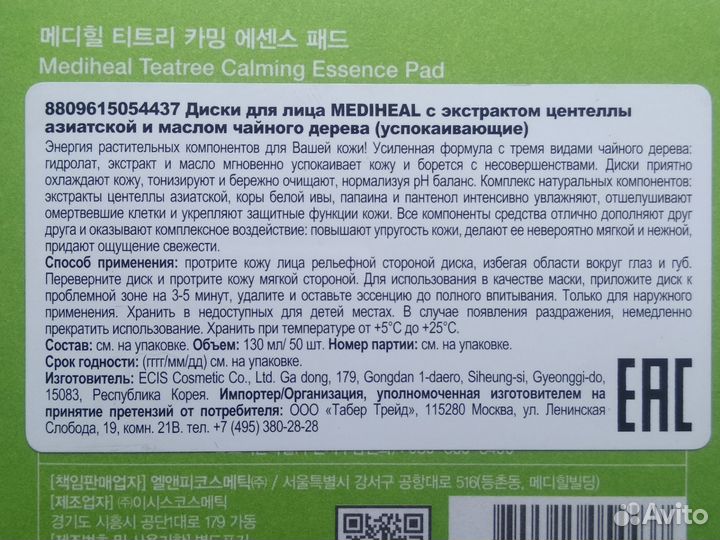 메디힐 티트리 카밍 에센스 패드
Mediheal Teatree Calming Essence Pad
8809615054437 Диски для лица MEDIHEAL с экстрактом центеллы
азиатской и маслом чайного дерева (успокаивающие)
Энергия растительных компонентов для Вашей кожи! Усиленная формула с тремя видами чайного дерева:
гидролат, экстракт и масло мгновенно успокаивает кожу и борется с несовершенствами. Диски приятно
охлаждают кожу, тонизируют и бережно очищают, нормализуя pH баланс. Комплекс натуральных компонентов:
экстракты центеллы азиатской, коры белой ивы, папаина и пантенол интенсивно увлажняют, отшелушивают
омертвевшие клетки и укрепляют защитные функции кожи. Все компоненты средства отлично дополняют друг
друга и оказывают комплексное воздействие: повышают упругость кожи, делают ее невероятно мягкой и нежной,
придают ощущение свежести.
Способ применения: протрите кожу лица рельефной стороной диска, избегая области вокруг глаз и губ.
Переверните диск и протрите кожу мягкой стороной. Для использования в качестве маски, приложите диск к
проблемной зоне на 3-5 минут, удалите и оставьте эссенцию до полного впитывания. Только для наружного
применения. Хранить в недоступных для детей местах. В случае появления раздражения, немедленно
прекратить использование. Хранить при температуре от +5°C до +25°C.
Состав: см. на упаковке. Объем: 130 мл/ 50 шт. Номер партии: см. на упаковке.
Срок годности: (гггг/мм/дд) см. на упаковке.
Изготовитель: ECIS Cosmetic Co., Ltd. Ga dong, 179, Gongdan 1-daero, Siheung-si, Gyeonggi-do,
15083, Республика Корея. Импортер/Организация, уполномоченная изготовителем на
принятие претензий от потребителя: ООО «Табер Трейд», 115280 Москва, ул. Ленинская
Слобода, 19, комн. 21В. тел. +7 (495) 380-28-28
EAC
[책임판매업자] 엘앤피코스메틱㈜ / 서울특별시 강서구 공항대로 516(등촌동, 메디힐빌딩)
[제조업자] ㈜이시스코스메틱
경기도 시흥시 공단1대로 179 가동
Avito